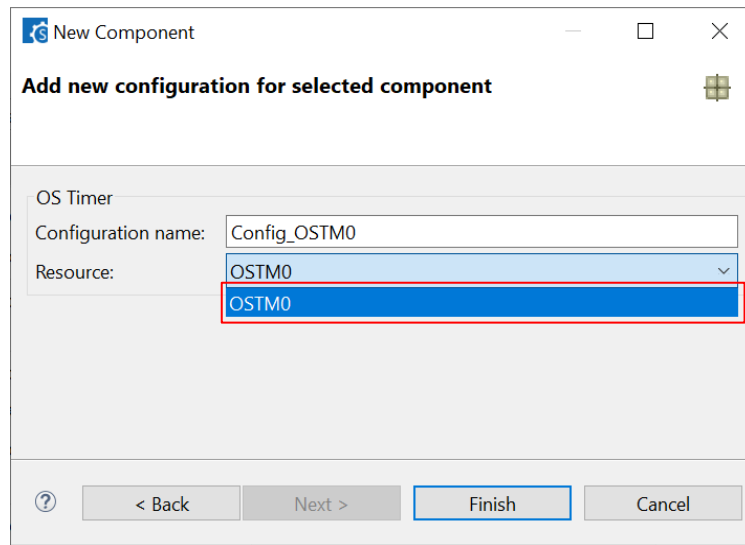 New Component
Add new configuration for selected component
OS Timer
Configuration name: Config_OSTM0
Resource: OSTM0
OSTM0
< Back Next > Finish Cancel